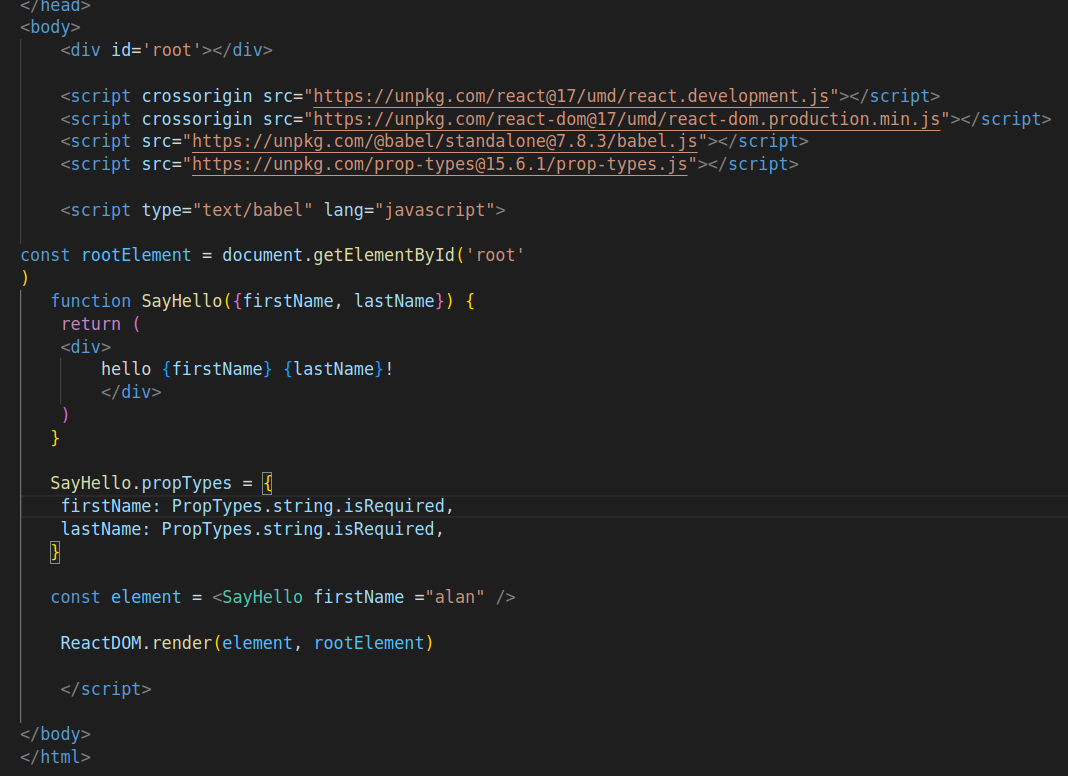 </head>
<body>
<div id='root'></div>
<script crossorigin src="https://unpkg.com/react@17/umd/react.development.js"></script>
<script crossorigin src="https://unpkg.com/react-dom@17/umd/react-dom.production.min.js"></script>
<script src="https://unpkg.com/@babel/standalone@7.8.3/babel.js"></script>
<script src="https://unpkg.com/prop-types@15.6.1/prop-types.js"></script>
<script type="text/babel" lang="javascript">
const rootElement = document.getElementById('root'
)
function SayHello({firstName, lastName}) {
return (
<div>
hello {firstName} {lastName}!
</div>
)
}
SayHello.propTypes = {
firstName: PropTypes.string.isRequired,
lastName: PropTypes.string.isRequired,
}
const element = <SayHello firstName ="alan" />
ReactDOM.render(element, rootElement)
</script>
</body>
</html>